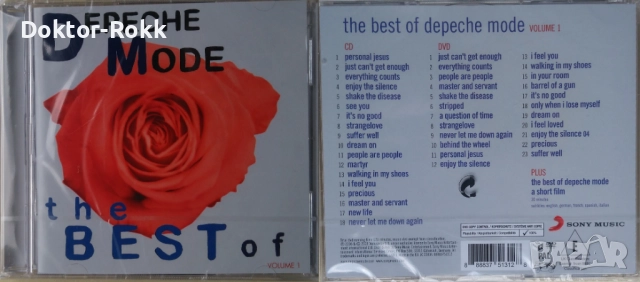 Doktor-Rokk
DEPECHE
MODE
the
BEST of
VOLUME 1
the best of depeche mode VOLUME 1
CD
1 personal jesus
2 just can't get enough
3 everything counts
4 enjoy the silence
5 shake the disease
6 see you
7 it's no good
8 strangelove
9 suffer well
10 dream on
11 people are people
12 martyr
13 walking in my shoes
14 i feel you
15 precious
16 master and servant
17 new life
18 never let me down again
DVD
1 just can't get enough
2 everything counts
3 people are people
4 master and servant
5 shake the disease
6 stripped
7 a question of time
8 strangelove
9 never let me down again
10 behind the wheel
11 personal jesus
12 enjoy the silence
13 i feel you
14 walking in my shoes
15 in your room
16 barrel of a gun
17 it's no good
18 only when i lose myself
19 dream on
20 i feel loved
21 enjoy the silence 04
22 precious
23 suffer well
PLUS
the best of depeche mode
a short film
SONY MUSIC
bazar